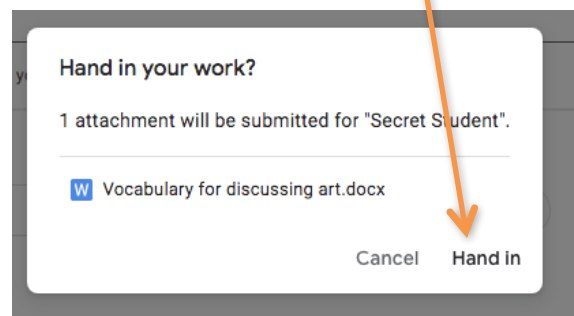 Hand in your work?
1 attachment will be submitted for "Secret Student".
W Vocabulary for discussing art.docx
Cancel Hand in